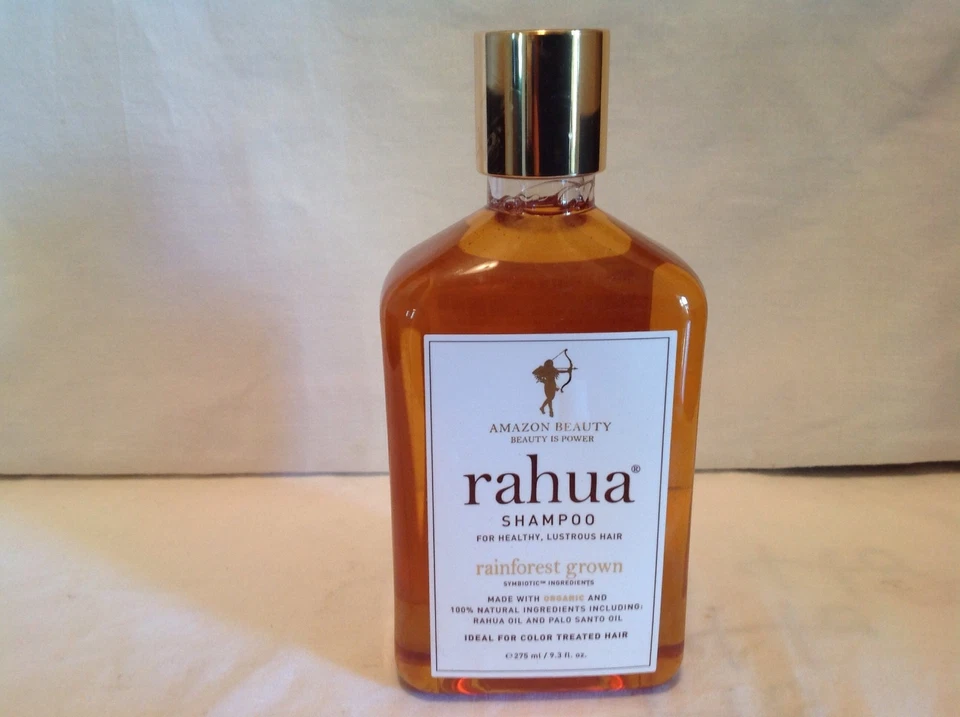 AMAZON BEAUTY
BEAUTY IS POWER
rahua®
SHAMPOO
FOR HEALTHY, LUSTROUS HAIR
rainforest grown
SYMBIOTIC™ INGREDIENTS
MADE WITH ORGANIC AND
100% NATURAL INGREDIENTS INCLUDING:
RAHUA OIL AND PALO SANTO OIL
IDEAL FOR COLOR TREATED HAIR
℮275 ml / 9.3 fl. oz.